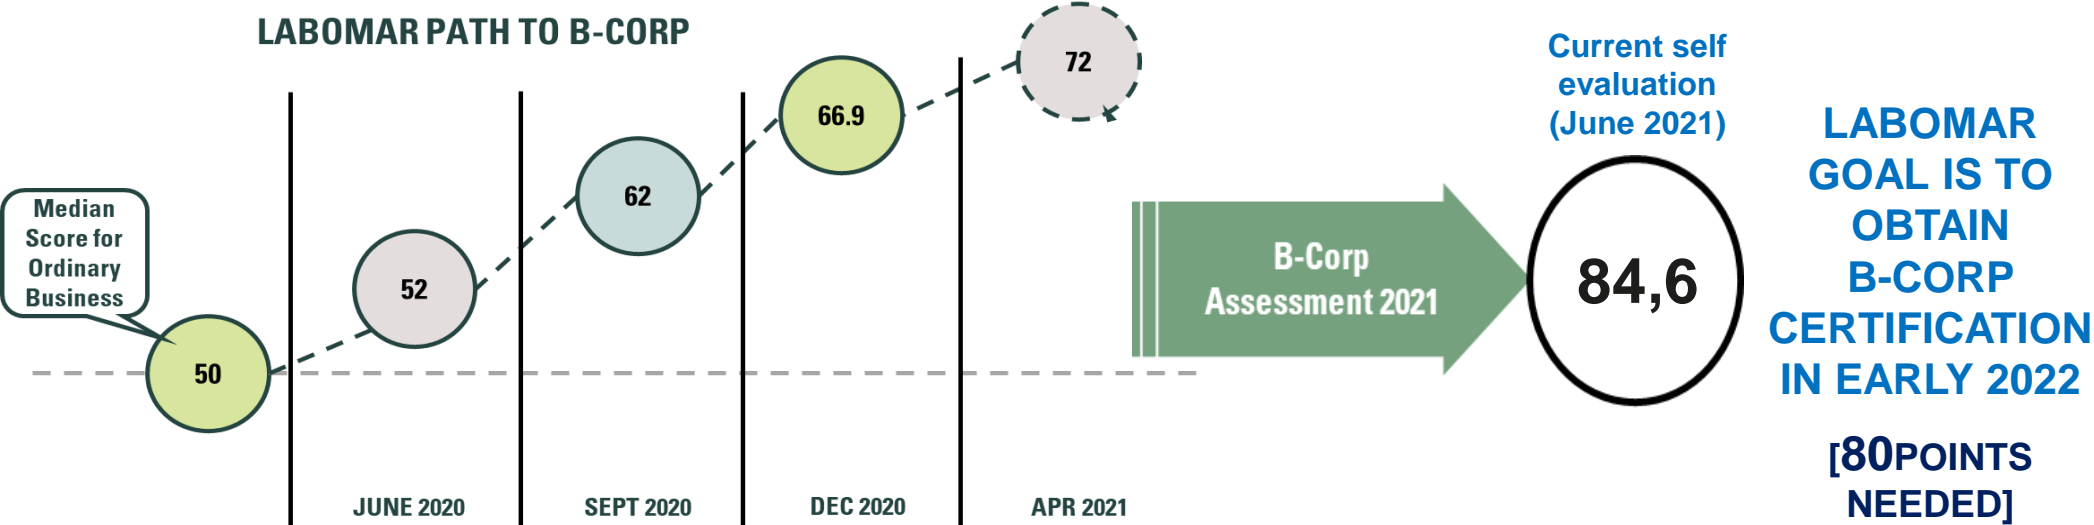 LABOMAR PATH TO B-CORP
Median
Score for
Ordinary
Business
50
52
62
66.9
72
JUNE 2020
SEPT 2020
DEC 2020
APR 2021
B-Corp
Assessment 2021
Current self
evaluation
(June 2021)
84,6
LABOMAR
GOAL IS TO
OBTAIN
B-CORP
CERTIFICATION
IN EARLY 2022
[80POINTS
NEEDED]